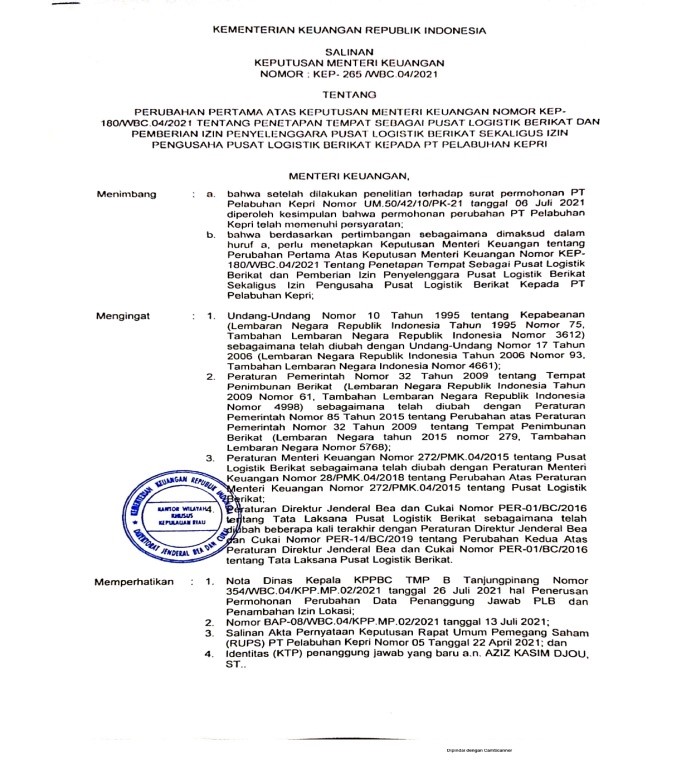 KEMENTERIAN KEUANGAN REPUBLIK INDONESIA
SALINAN
KEPUTUSAN MENTERI KEUANGAN
NOMOR : KEP- 265 /WBC.04/2021
TENTANG
PERUBAHAN PERTAMA ATAS KEPUTUSAN MENTERI KEUANGAN NOMOR KEP-
180/WBC.04/2021 TENTANG PENETAPAN TEMPAT SEBAGAI PUSAT LOGISTIK BERIKAT DAN
PEMBERIAN IZIN PENYELENGGARA PUSAT LOGISTIK BERIKAT SEKALIGUS IZIN
PENGUSAHA PUSAT LOGISTIK BERIKAT KEPADA PT PELABUHAN KEPRI
MENTERI KEUANGAN,
Menimbang : a. bahwa setelah dilakukan penelitian terhadap surat permohonan PT
Pelabuhan Kepri Nomor UM.50/42/10/PK-21 tanggal 06 Juli 2021
diperoleh kesimpulan bahwa permohonan perubahan PT Pelabuhan
Kepri telah memenuhi persyaratan;
b. bahwa berdasarkan pertimbangan sebagaimana dimaksud dalam
huruf a, perlu menetapkan Keputusan Menteri Keuangan tentang
Perubahan Pertama Atas Keputusan Menteri Keuangan Nomor KEP-
180/WBC.04/2021 Tentang Penetapan Tempat Sebagai Pusat Logistik
Berikat dan Pemberian Izin Penyelenggara Pusat Logistik Berikat
Sekaligus Izin Pengusaha Pusat Logistik Berikat Kepada PT
Pelabuhan Kepri;
Mengingat : 1. Undang-Undang Nomor 10 Tahun 1995 tentang Kepabeanan
(Lembaran Negara Republik Indonesia Tahun 1995 Nomor 75,
Tambahan Lembaran Negara Republik Indonesia Nomor 3612)
sebagaimana telah diubah dengan Undang-Undang Nomor 17 Tahun
2006 (Lembaran Negara Republik Indonesia Tahun 2006 Nomor 93,
Tambahan Lembaran Negara Indonesia Nomor 4661);
2. Peraturan Pemerintah Nomor 32 Tahun 2009 tentang Tempat
Penimbunan Berikat (Lembaran Negara Republik Indonesia Tahun
2009 Nomor 61, Tambahan Lembaran Negara Republik Indonesia
Nomor 4998) sebagaimana telah diubah dengan Peraturan
Pemerintah Nomor 85 Tahun 2015 tentang Perubahan atas Peraturan
Pemerintah Nomor 32 Tahun 2009 tentang Tempat Penimbunan
Berikat (Lembaran Negara tahun 2015 nomor 279, Tambahan
Lembaran Negara Nomor 5768);
3. Peraturan Menteri Keuangan Nomor 272/PMK.04/2015 tentang Pusat
Logistik Berikat sebagaimana telah diubah dengan Peraturan Menteri
Keuangan Nomor 28/PMK.04/2018 tentang Perubahan Atas Peraturan
Menteri Keuangan Nomor 272/PMK.04/2015 tentang Pusat Logistik
Berikat;
4. Peraturan Direktur Jenderal Bea dan Cukai Nomor PER-01/BC/2016
tentang Tata Laksana Pusat Logistik Berikat sebagaimana telah
diubah beberapa kali terakhir dengan Peraturan Direktur Jenderal Bea
dan Cukai Nomor PER-14/BC/2019 tentang Perubahan Kedua Atas
Peraturan Direktur Jenderal Bea dan Cukai Nomor PER-01/BC/2016
tentang Tata Laksana Pusat Logistik Berikat.
KEMENTERIAN KEUANGAN REPUBLIK INDONESIA
KANTOR WILAYAH
KHUSUS
KEPULAUAN RIAU
DIREKTORAT JENDERAL BEA DAN CUKAI
Memperhatikan : 1. Nota Dinas Kepala KPPBC TMP B Tanjungpinang Nomor
354/WBC.04/KPP.MP.02/2021 tanggal 26 Juli 2021 hal Penerusan
Permohonan Perubahan Data Penanggung Jawab PLB dan
Penambahan Izin Lokasi;
2. Nomor BAP-08/WBC.04/KPP.MP.02/2021 tanggal 13 Juli 2021;
3. Salinan Akta Pernyataan Keputusan Rapat Umum Pemegang Saham
(RUPS) PT Pelabuhan Kepri Nomor 05 Tanggal 22 April 2021; dan
4. Identitas (KTP) penanggung jawab yang baru a.n. AZIZ KASIM DJOU,
ST..
Dipindai dengan CamScanner